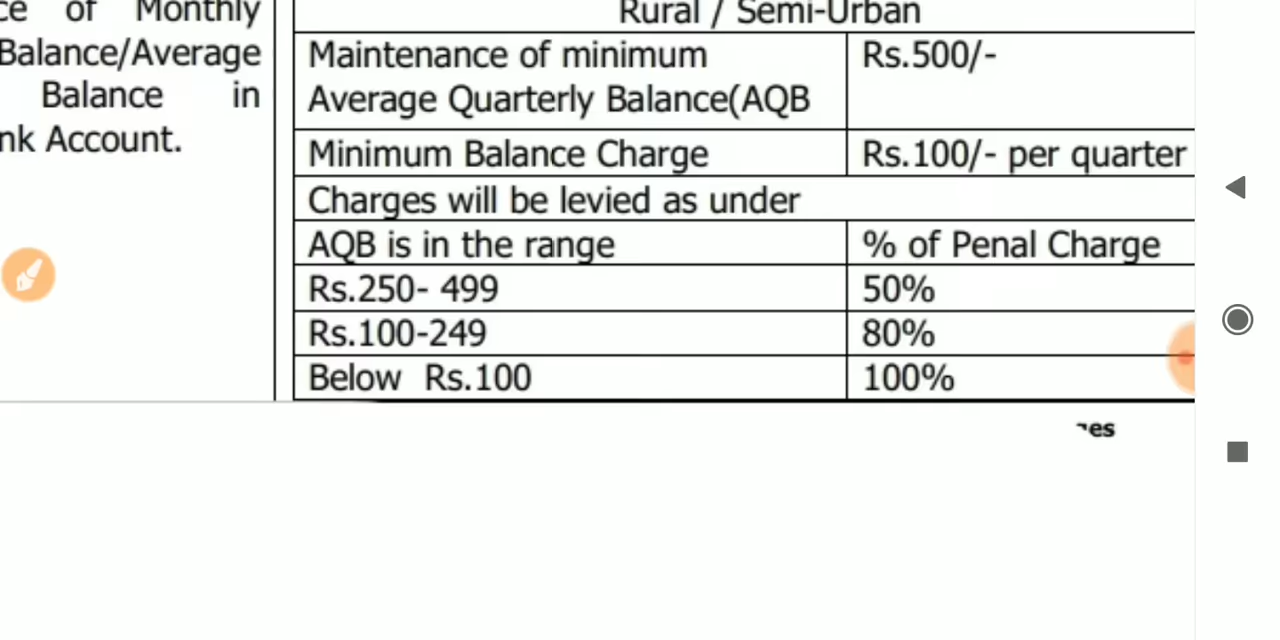 of Monthly
Balance/Average
Balance in
Account.
Rural / Semi-Urban
Maintenance of minimum Rs.500/-
Average Quarterly Balance(AQB
Minimum Balance Charge Rs.100/- per quarter
Charges will be levied as under
AQB is in the range % of Penal Charge
Rs.250- 499 50%
Rs.100-249 80%
Below Rs.100 100%